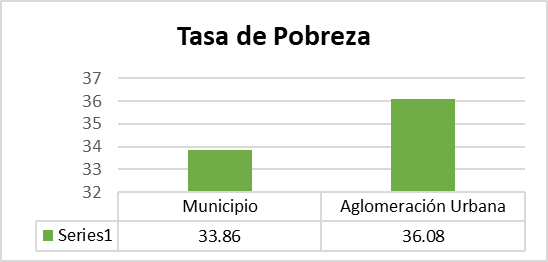 Tasa de Pobreza
37
36
35
34
33
32
Municipio Aglomeración Urbana
Series1 33.86 36.08